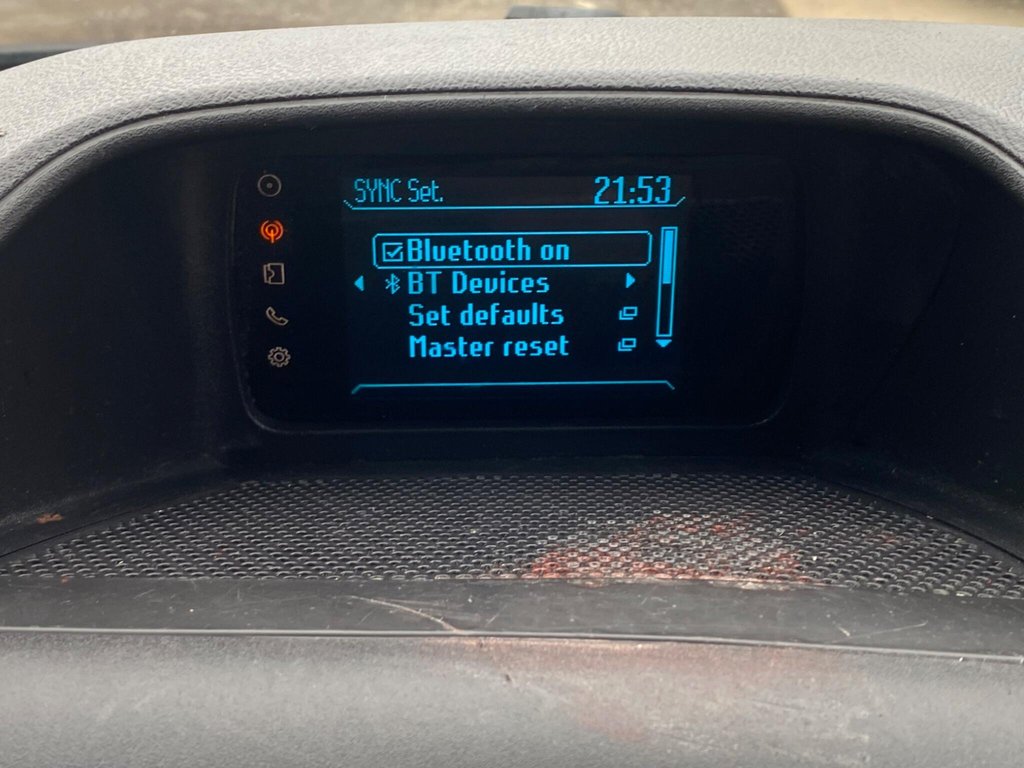 SYNC Set. 21:53
Bluetooth on
BT Devices
Set defaults
Master reset